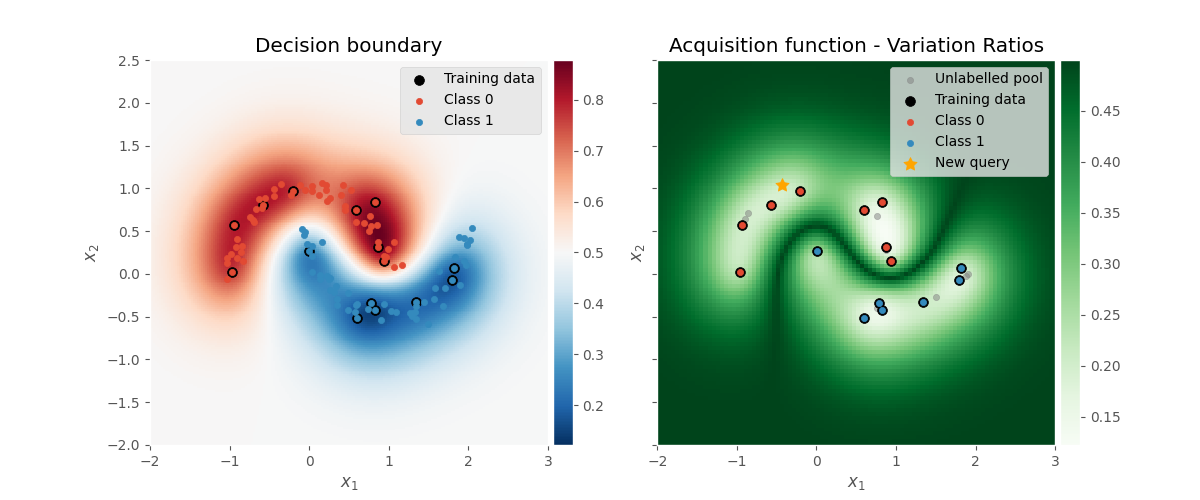 Decision boundary
Training data
Class 0
Class 1
2.5
2.0
1.5
1.0
0.5
0.0
−0.5
−1.0
−1.5
−2.0
x2
−2
−1
0
1
2
3
x1
0.8
0.7
0.6
0.5
0.4
0.3
0.2
Acquisition function - Variation Ratios
Unlabelled pool
Training data
Class 0
Class 1
New query
x2
−2
−1
0
1
2
3
x1
0.45
0.40
0.35
0.30
0.25
0.20
0.15